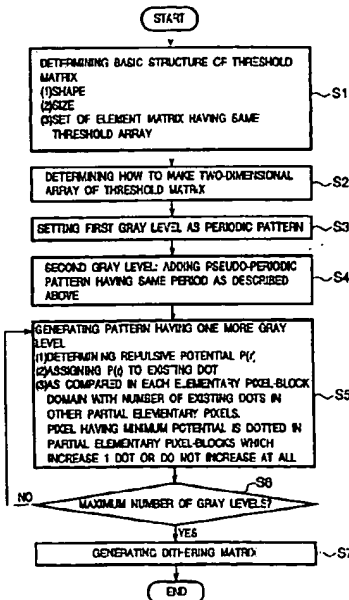 START
DETERMINING BASIC STRUCTURE OF THRESHOLD
MATRIX
(1)SHAPE
(2)SIZE
(3)SET OF ELEMENT MATRIX HAVING SAME
THRESHOLD ARRAY
S1
DETERMINING HOW TO MAKE TWO-DIMENSIONAL
ARRAY OF THRESHOLD MATRIX
S2
SETTING FIRST GRAY LEVEL AS PERIODIC PATTERN
S3
SECOND GRAY LEVEL: ADDING PSEUDO-PERIODIC
PATTERN HAVING SAME PERIOD AS DESCRIBED
ABOVE
S4
GENERATING PATTERN HAVING ONE MORE GRAY
LEVEL
(1)DETERMINING REPULSIVE POTENTIAL P(r)
(2)ASSIGNING P(r) TO EXISTING DOT
(3)AS COMPARED IN EACH ELEMENTARY PIXEL-BLOCK
DOMAIN WITH NUMBER OF EXISTING DOTS IN
OTHER PARTIAL ELEMENTARY PIXELS.
PIXEL HAVING MINIMUM POTENTIAL IS DOTTED IN
PARTIAL ELEMENTARY PIXEL-BLOCKS WHICH
INCREASE 1 DOT OR DO NOT INCREASE AT ALL
S5
S6
NO
MAXIMUM NUMBER OF GRAY LEVELS?
YES
GENERATING DITHERING MATRIX
S7
END